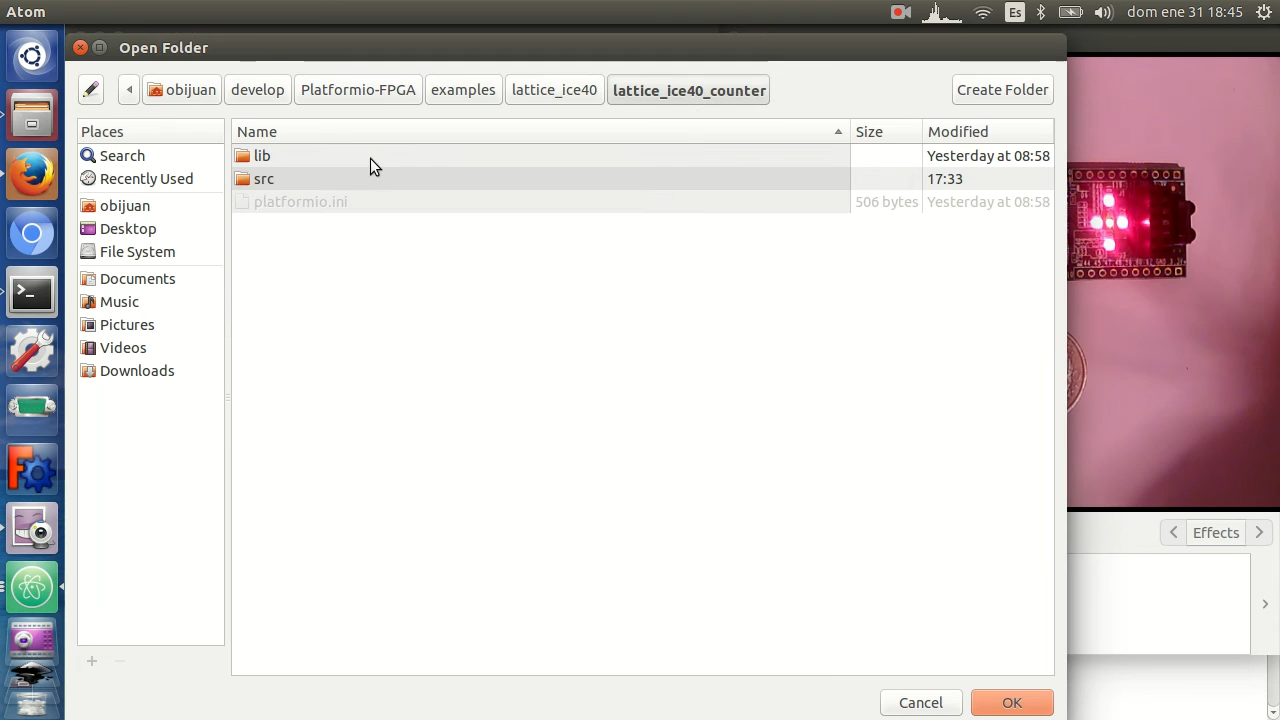 Atom
Es
dom ene 31 18:45
Open Folder
obijuan
develop
Platformio-FPGA
examples
lattice_ice40
lattice_ice40_counter
Create Folder
Places
Name
Size
Modified
Search
lib
Yesterday at 08:58
Recently Used
src
17:33
obijuan
platformio.ini
506 bytes
Yesterday at 08:58
Desktop
File System
Documents
Music
Pictures
Videos
Downloads
Effects
Cancel
OK